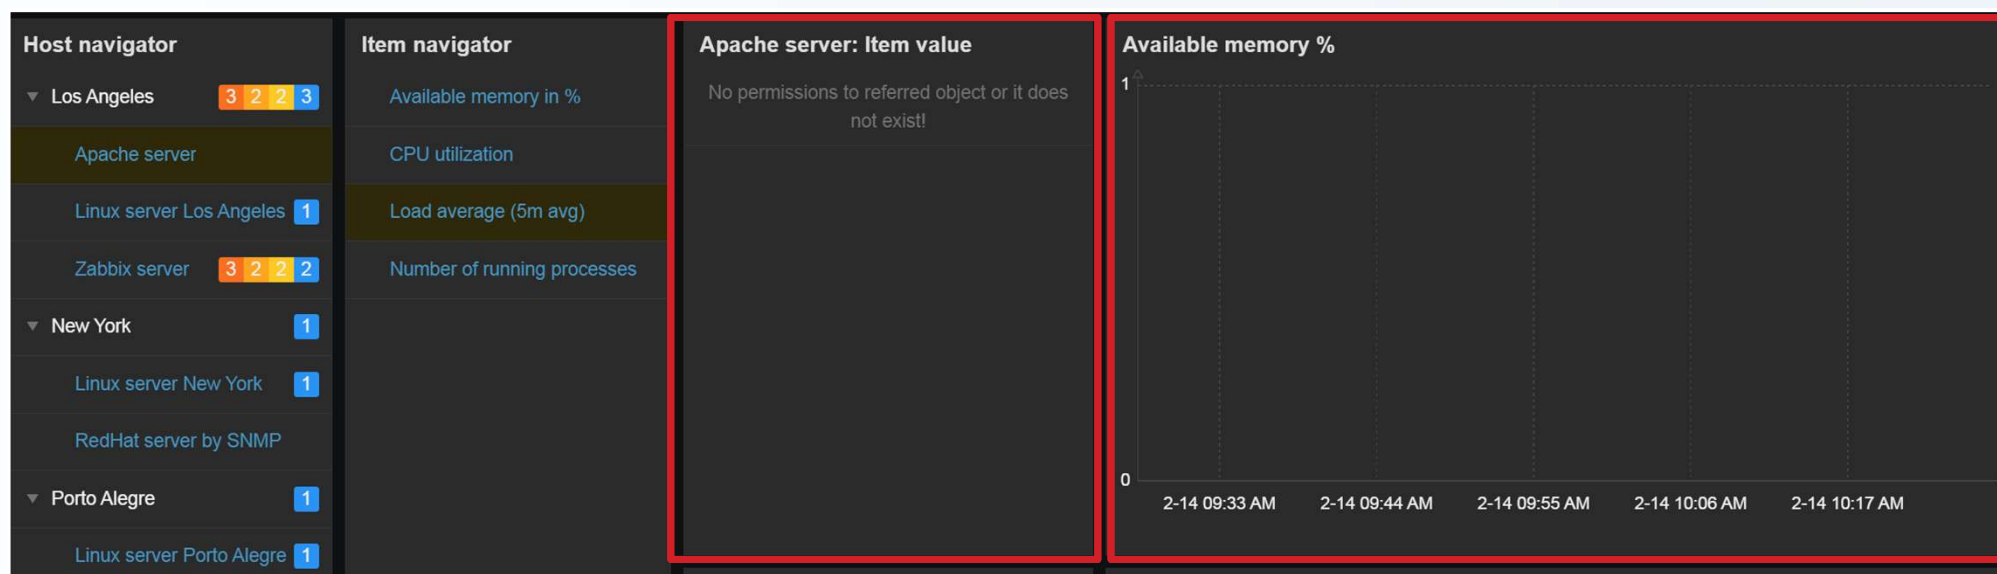 Host navigator
Los Angeles 3 2 2 3
Apache server
Linux server Los Angeles 1
Zabbix server 3 2 2 2
New York 1
Linux server New York 1
RedHat server by SNMP
Porto Alegre 1
Linux server Porto Alegre 1
Item navigator
Available memory in %
CPU utilization
Load average (5m avg)
Number of running processes
Apache server: Item value
No permissions to referred object or it does
not exist!
Available memory %
1
0
2-14 09:33 AM 2-14 09:44 AM 2-14 09:55 AM 2-14 10:06 AM 2-14 10:17 AM